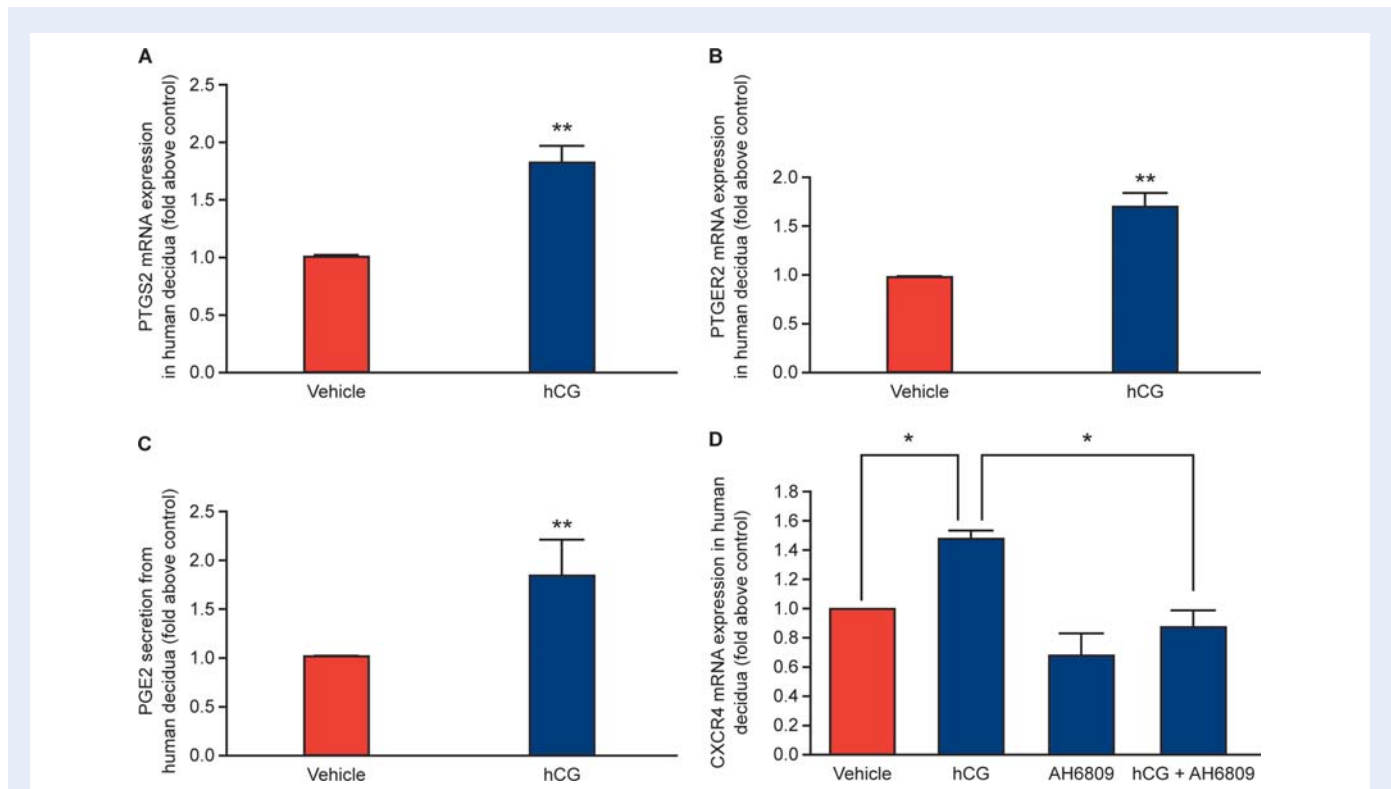 A
PTGS2 mRNA expression
in human decidua (fold above control)
2.5
2.0
1.5
1.0
0.5
0.0
**
Vehicle
hCG
B
PTGER2 mRNA expression
in human decidua (fold above control)
2.0
1.5
1.0
0.5
0.0
**
Vehicle
hCG
C
PGE2 secretion from
human decidua (fold above control)
2.5
2.0
1.5
1.0
0.5
0.0
**
Vehicle
hCG
D
CXCR4 mRNA expression in human
decidua (fold above control)
1.8
1.6
1.4
1.2
1.0
0.8
0.6
0.4
0.2
0.0
*
*
Vehicle
hCG
AH6809
hCG + AH6809